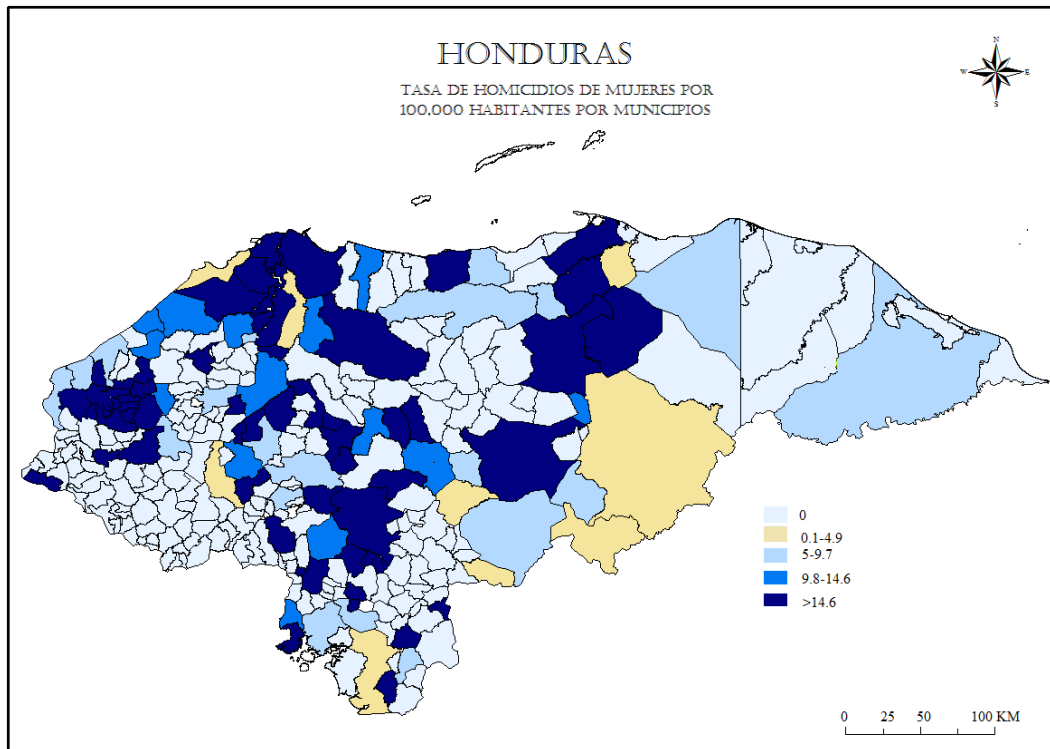 HONDURAS
TASA DE HOMICIDIOS DE MUJERES POR
100,000 HABITANTES POR MUNICIPIOS
N
W
E
S
0
0.1-4.9
5-9.7
9.8-14.6
>14.6
0 25 50 100 KM